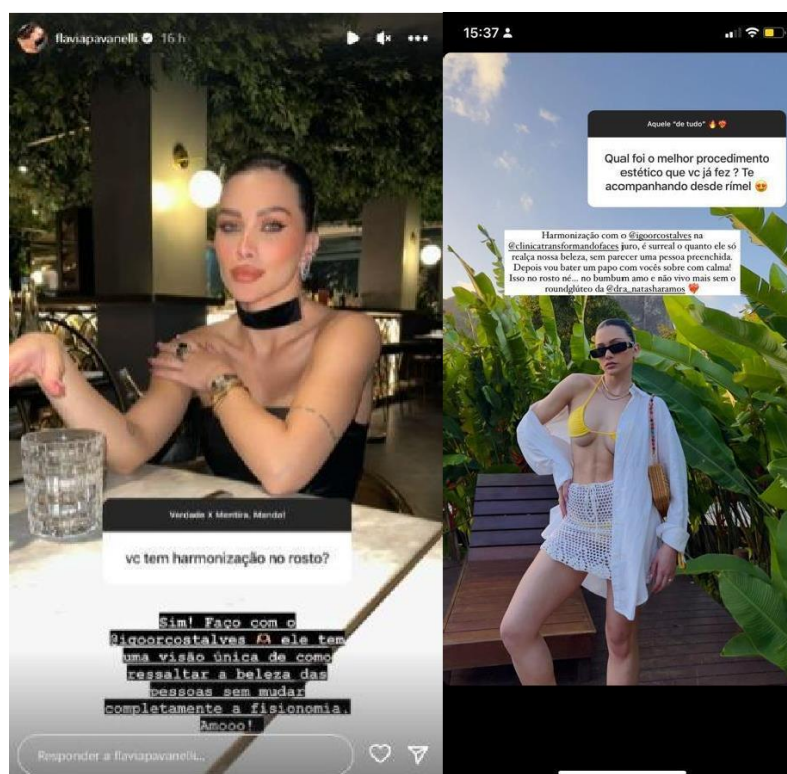 flaviapavanelli 16 h
Verdade X Mentira. Manda!
vc tem harmonização no rosto?
Sim! Faço com o
@igoorcostalves 🫶🏻 ele tem
uma visão única de como
ressaltar a beleza das
pessoas sem mudar
completamente a fisionomia.
Amooo!
Responder a flaviapavanelli...
15:37
Aquele "de tudo" 🔥❤️‍🔥
Qual foi o melhor procedimento
estético que vc já fez ? Te
acompanhando desde rímel 😍
Harmonização com o @igoorcostalves na
@clinicatransformandofaces juro, é surreal o quanto ele só
realça nossa beleza, sem parecer uma pessoa preenchida.
Depois vou bater um papo com vocês sobre com calma!
Isso no rosto né... no bumbum amo e não vivo mais sem o
roundglúteo da @dra_natasharamos ❤️‍🔥